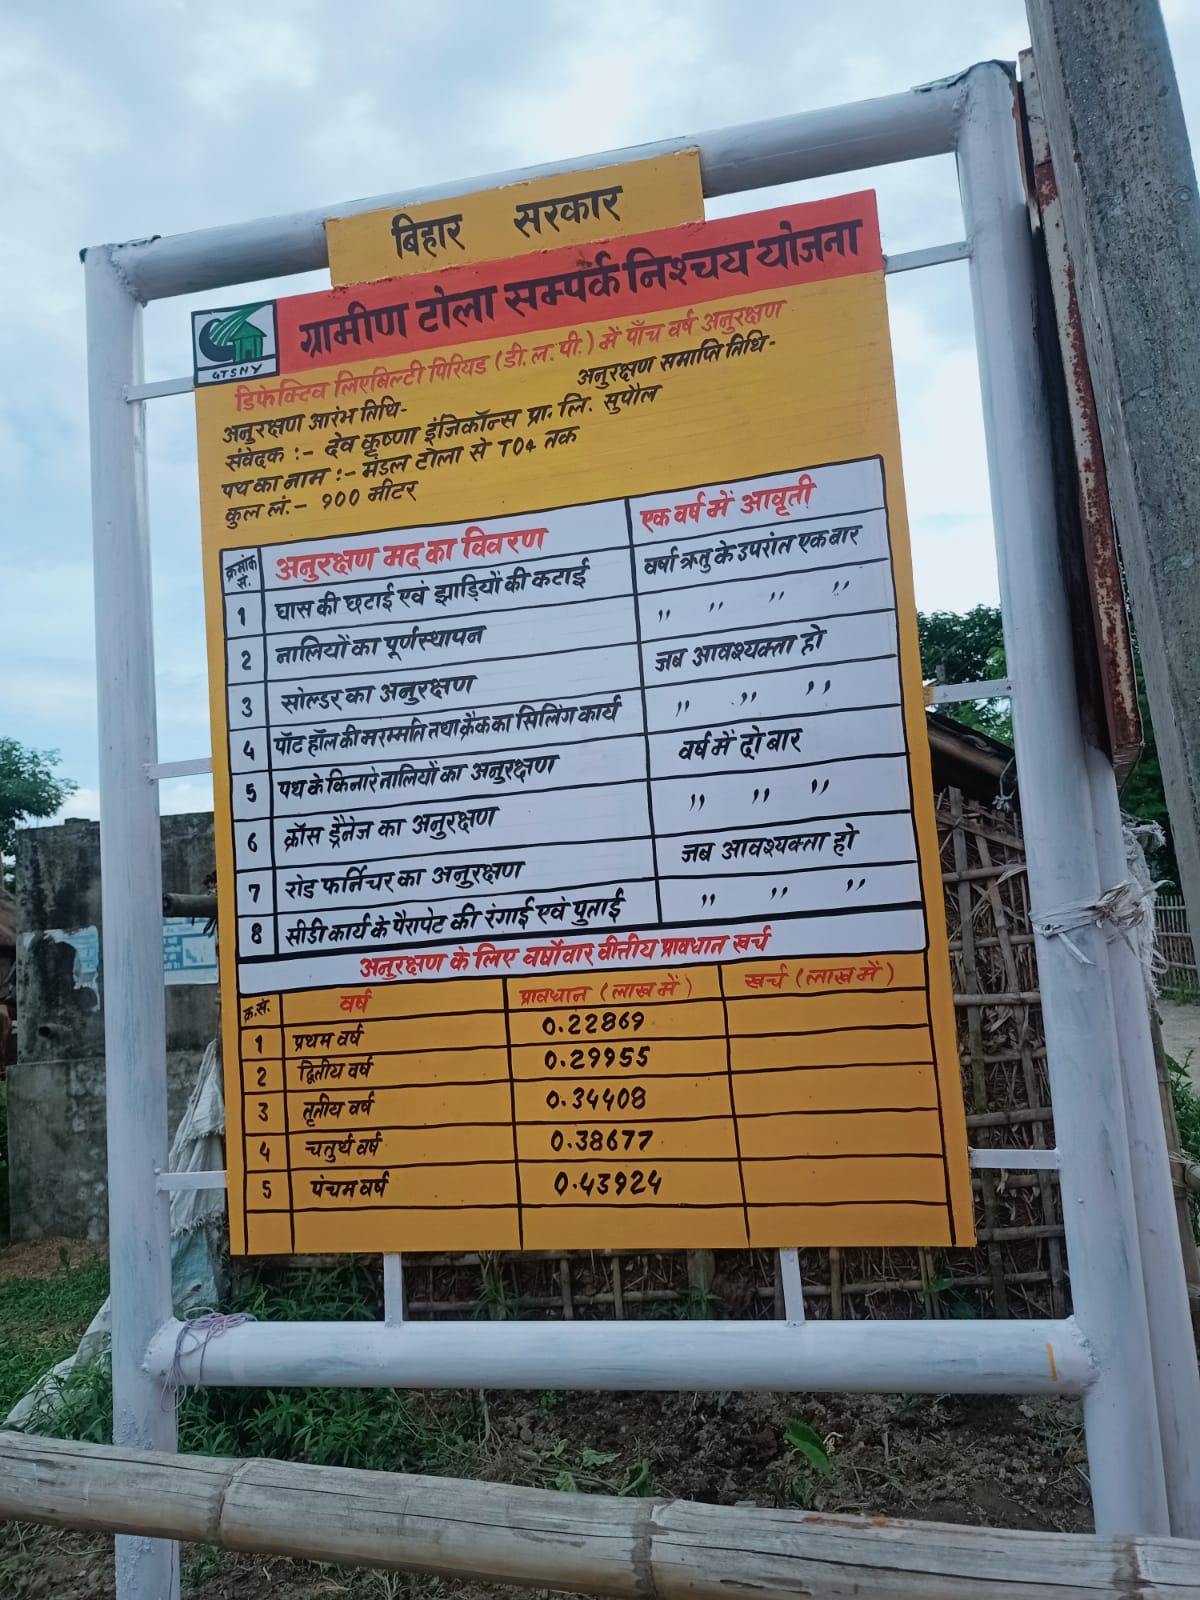 बिहार सरकार
ग्रामीण टोला सम्पर्क निश्चय योजना
GTSNY
डिफेक्टिव लिएबिल्टी पिरियड (डी. ल. पी.) में पाँच वर्ष अनुरक्षण
अनुरक्षण आरंभ तिथि- अनुरक्षण समाप्ति तिथि-
संवेदक :- देव कृष्णा इंजिकॉन्स प्रा. लि. सुपौल
पथ का नाम :- मंडल टोला से T04 तक
कुल लं.- 900 मीटर
क्रमांक सं. अनुरक्षण मद का विवरण एक वर्ष में आवृती
1 घास की छटाई एवं झाड़ियों की कटाई वर्षा ऋतु के उपरांत एक बार
2 नालियों का पूर्णस्थापन " " " "
3 सोल्डर का अनुरक्षण जब आवश्यक्ता हो
4 पॉट हॉल की मरम्मति तथा क्रैक का सिलिंग कार्य " " "
5 पथ के किनारे नालियों का अनुरक्षण वर्ष में दो बार
6 क्रॉस ड्रैनेज का अनुरक्षण " " "
7 रोड फर्निचर का अनुरक्षण जब आवश्यक्ता हो
8 सीडी कार्य के पैरापेट की रंगाई एवं पुताई " " "
अनुरक्षण के लिए वर्षोवार वीत्तीय प्रावधान खर्च
क्र.सं. वर्ष प्रावधान (लाख में) खर्च (लाख में)
1 प्रथम वर्ष 0.22869
2 द्वितीय वर्ष 0.29955
3 तृतीय वर्ष 0.34408
4 चतुर्थ वर्ष 0.38677
5 पंचम वर्ष 0.43924